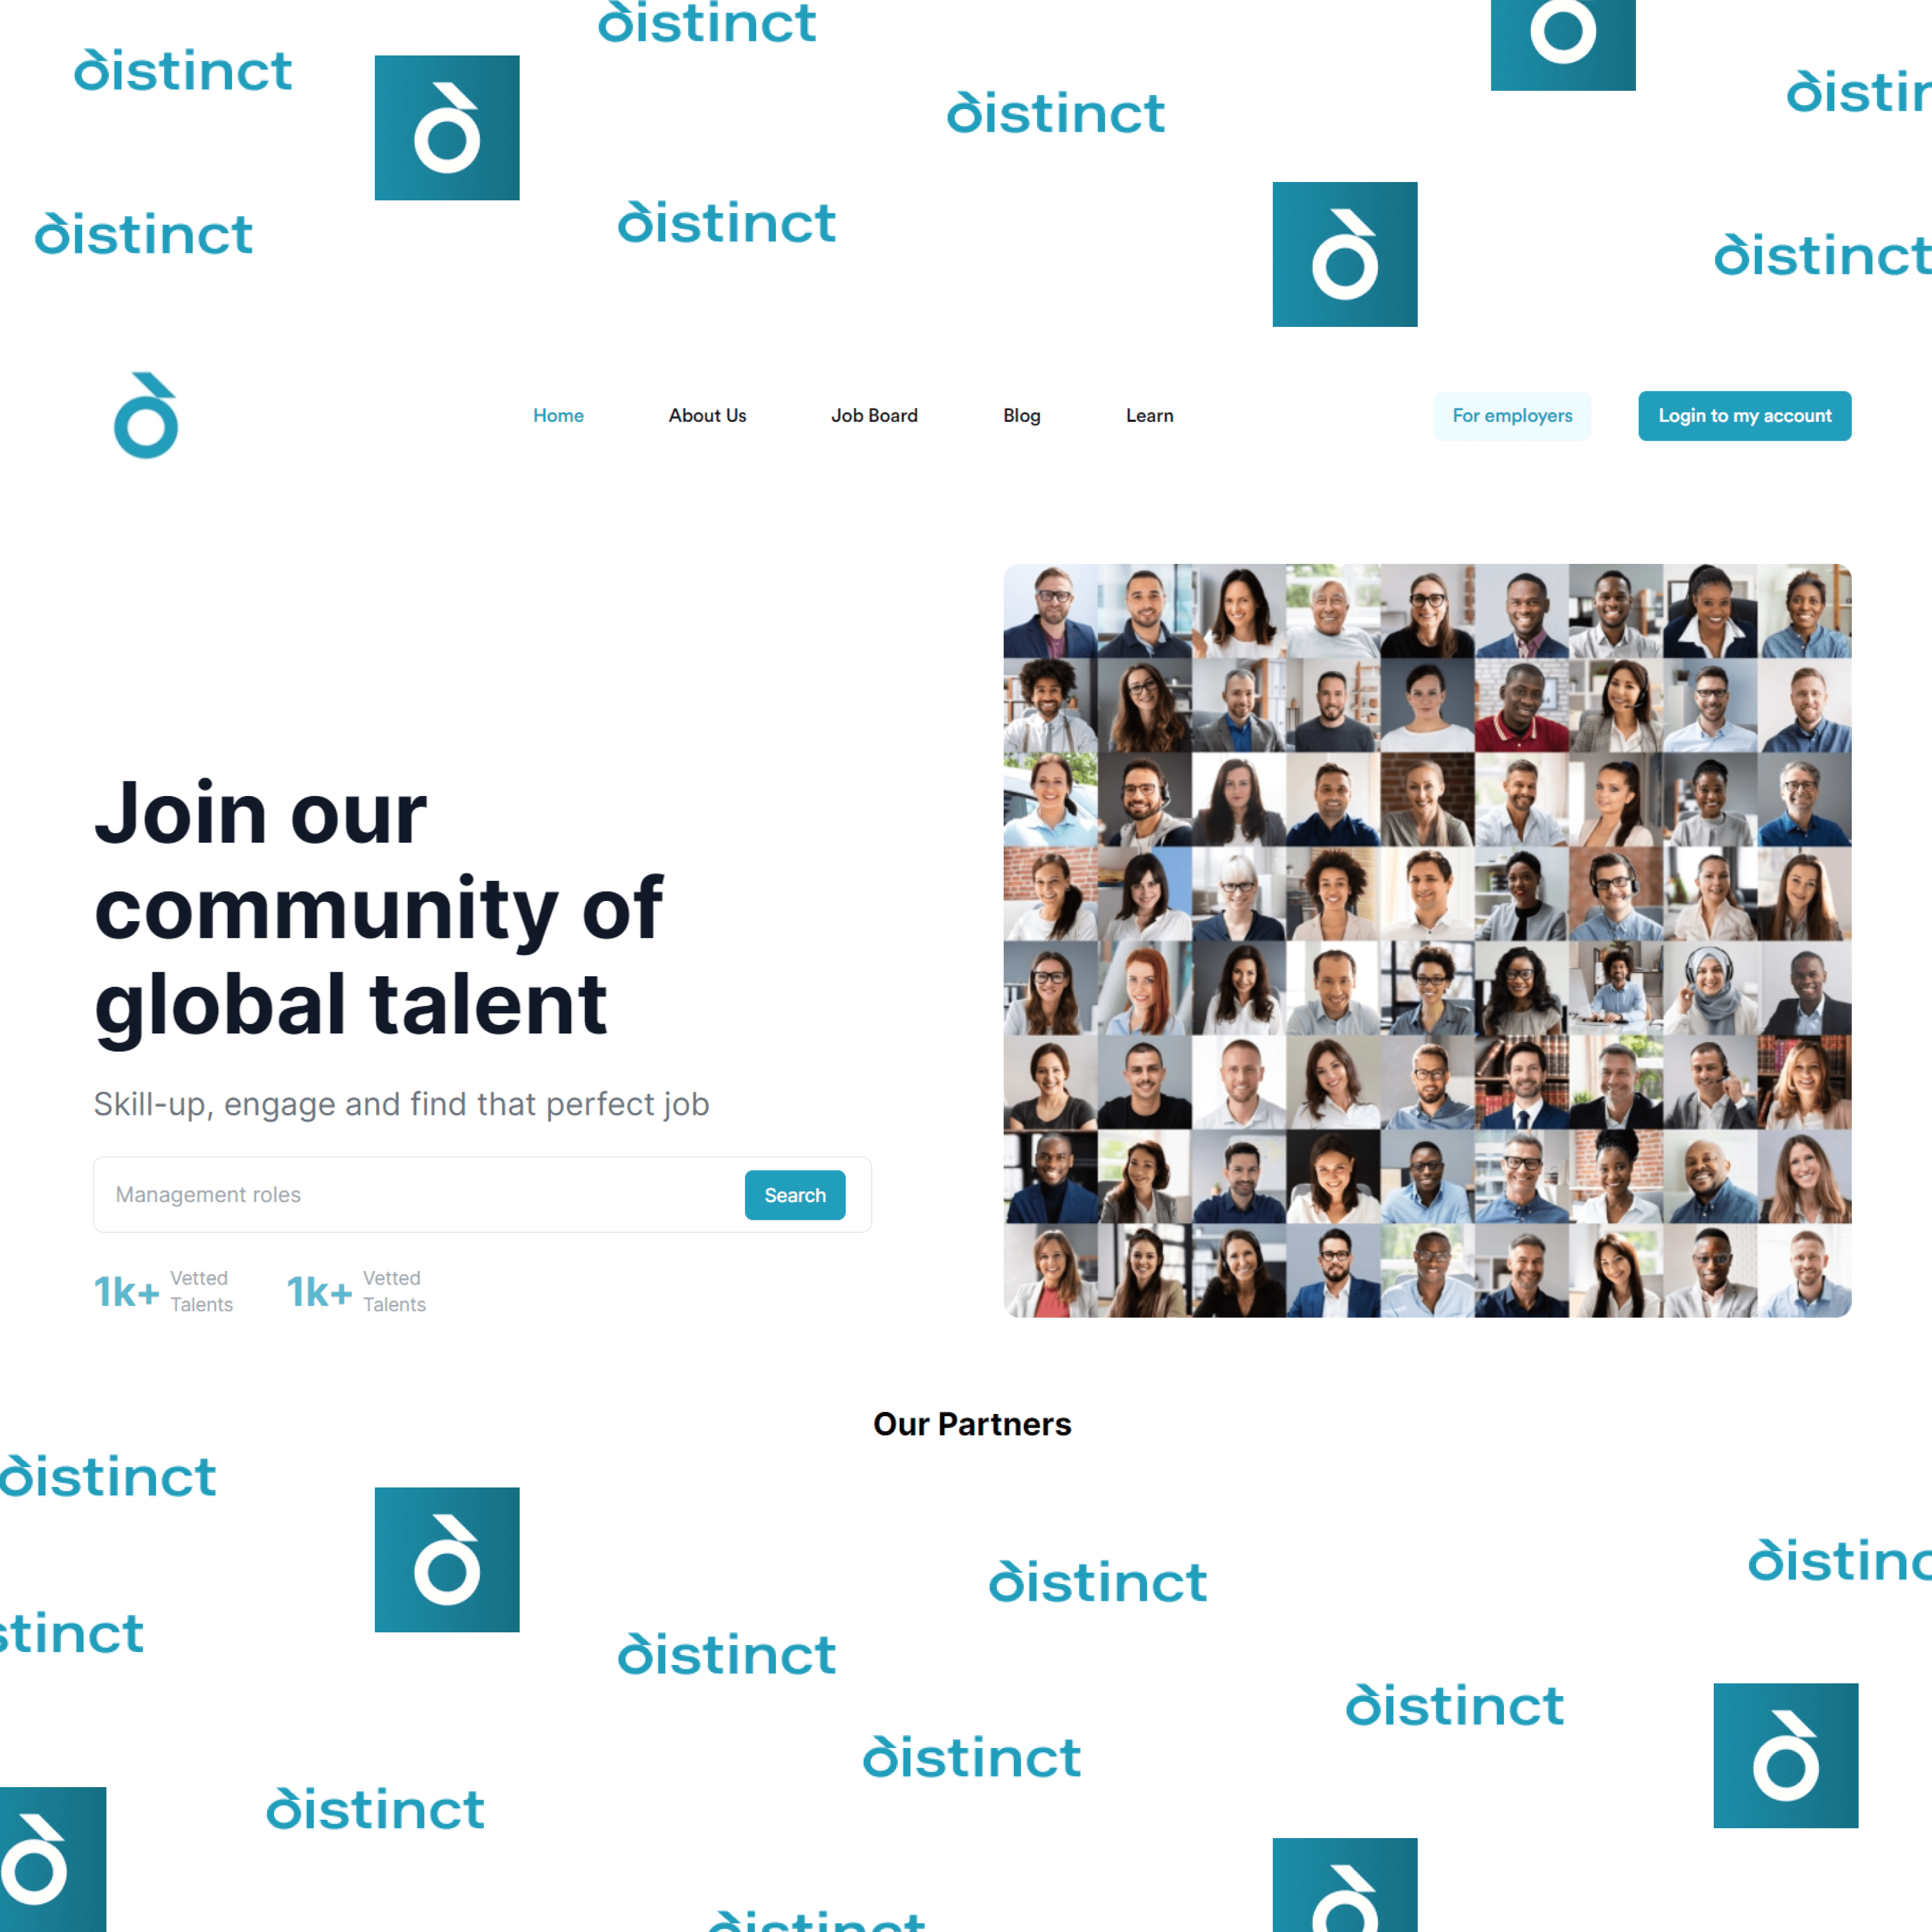 ðistinct
ðistinct
ðistinct
ðistin
ðistinct
ðistinct
ðistinct
Home
About Us
Job Board
Blog
Learn
For employers
Login to my account
Join our
community of
global talent
Skill-up, engage and find that perfect job
Management roles
Search
1k+ Vetted
Talents
1k+ Vetted
Talents
Our Partners
ðistinct
ðistinct
ðistinc
stinct
ðistinct
ðistinct
ðistinct
ðistinct
ðistinct